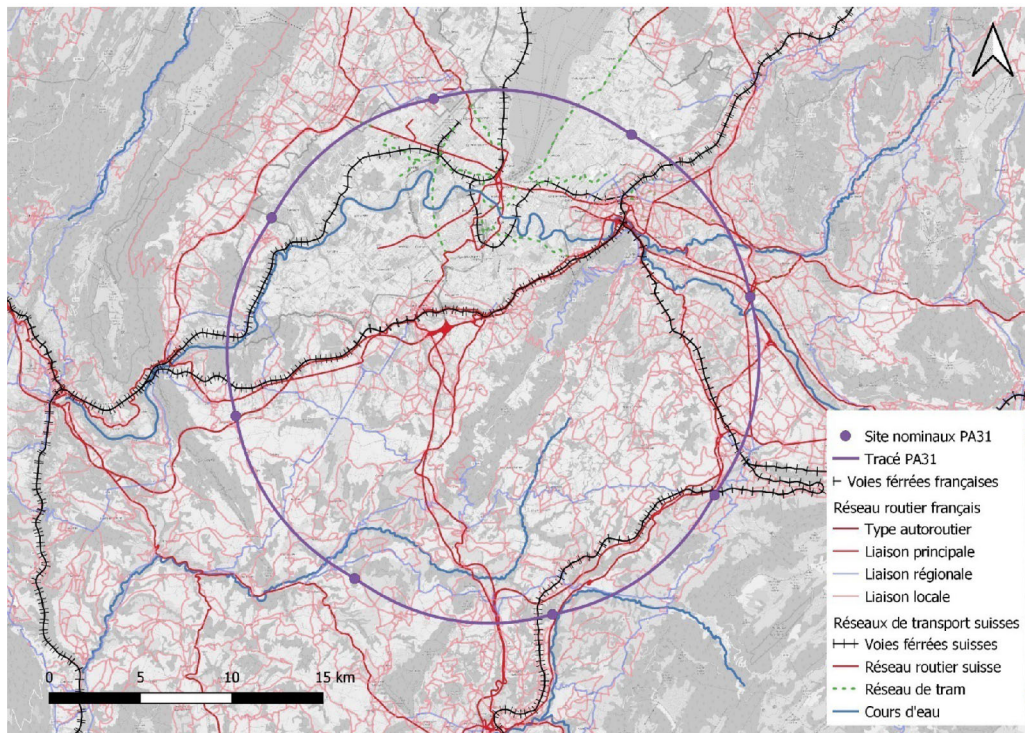 Site nominaux PA31
Tracé PA31
Voies férrées françaises
Réseau routier français
Type autoroutier
Liaison principale
Liaison régionale
Liaison locale
Réseaux de transport suisses
Voies férrées suisses
Réseau routier suisse
Réseau de tram
Cours d'eau
0 5 10 15 km